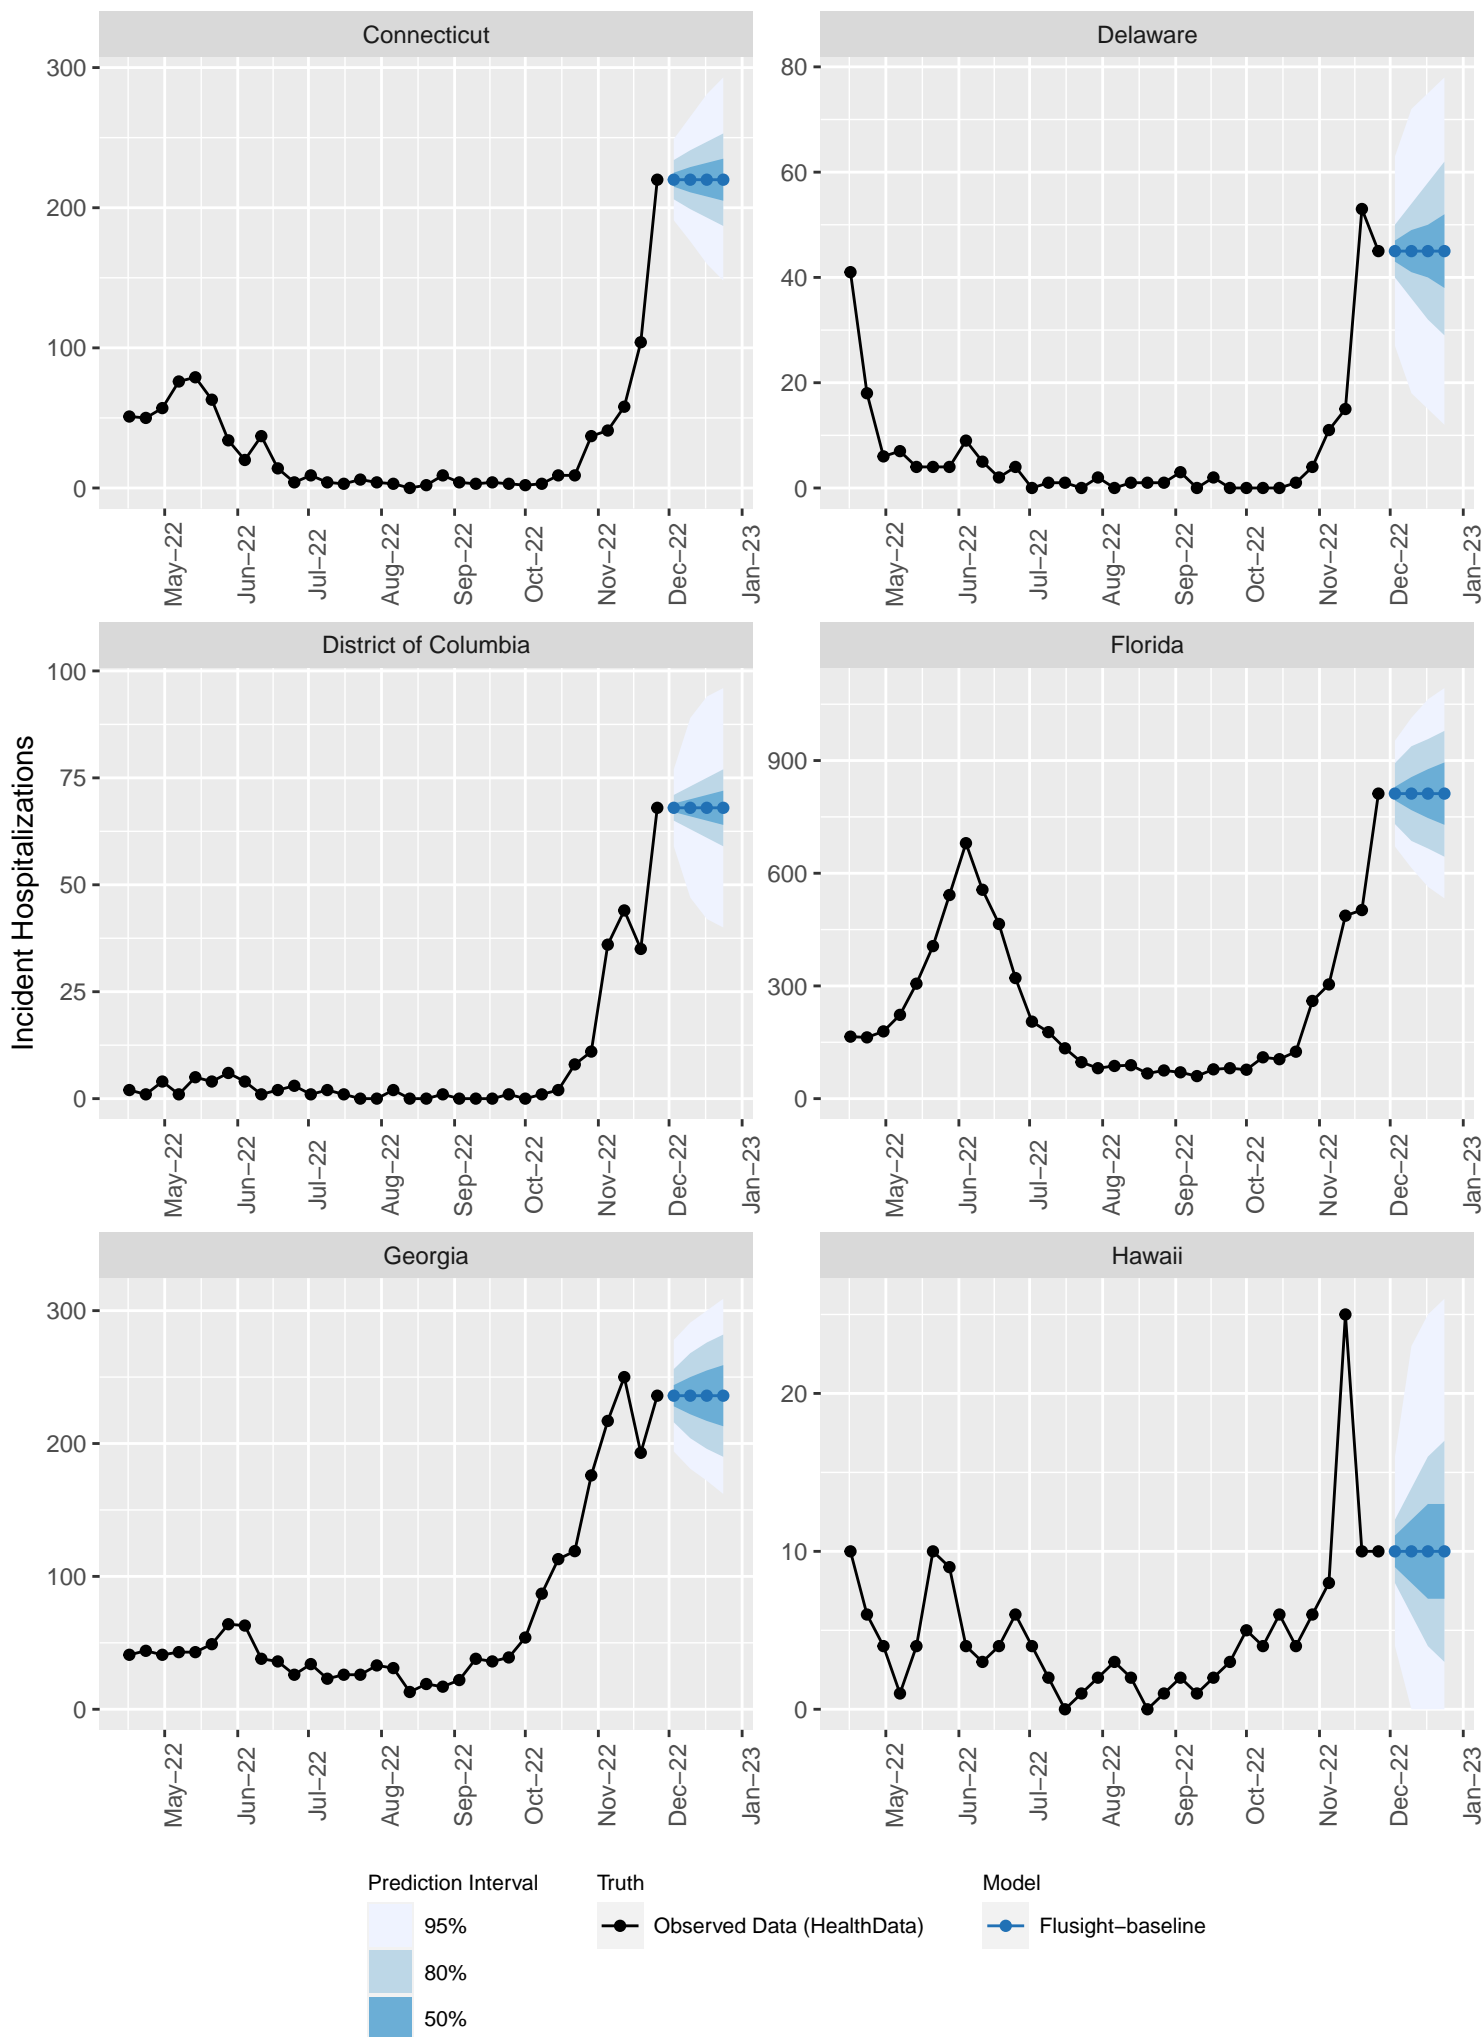 Connecticut
Delaware
300
200
100
0
80
60
40
20
0
May−22
Jun−22
Jul−22
Aug−22
Sep−22
Oct−22
Nov−22
Dec−22
Jan−23
May−22
Jun−22
Jul−22
Aug−22
Sep−22
Oct−22
Nov−22
Dec−22
Jan−23
Incident Hospitalizations
District of Columbia
Florida
100
75
50
25
0
900
600
300
0
May−22
Jun−22
Jul−22
Aug−22
Sep−22
Oct−22
Nov−22
Dec−22
Jan−23
May−22
Jun−22
Jul−22
Aug−22
Sep−22
Oct−22
Nov−22
Dec−22
Jan−23
Georgia
Hawaii
300
200
100
0
20
10
0
May−22
Jun−22
Jul−22
Aug−22
Sep−22
Oct−22
Nov−22
Dec−22
Jan−23
May−22
Jun−22
Jul−22
Aug−22
Sep−22
Oct−22
Nov−22
Dec−22
Jan−23
Prediction Interval
95%
80%
50%
Truth
Observed Data (HealthData)
Model
Flusight−baseline